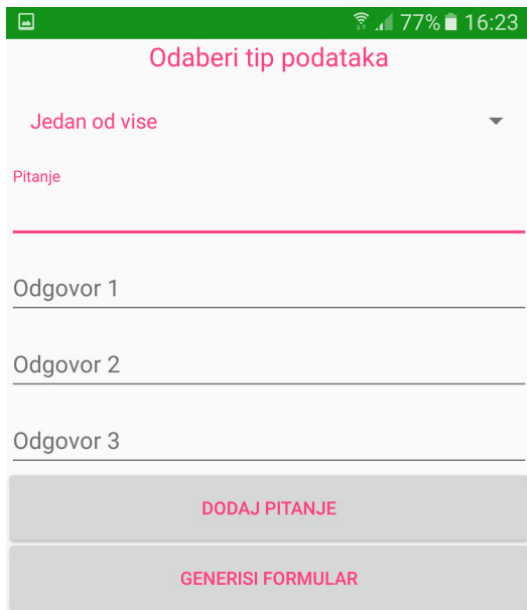 77% 16:23
Odaberi tip podataka
Jedan od vise
Pitanje
Odgovor 1
Odgovor 2
Odgovor 3
DODAJ PITANJE
GENERISI FORMULAR